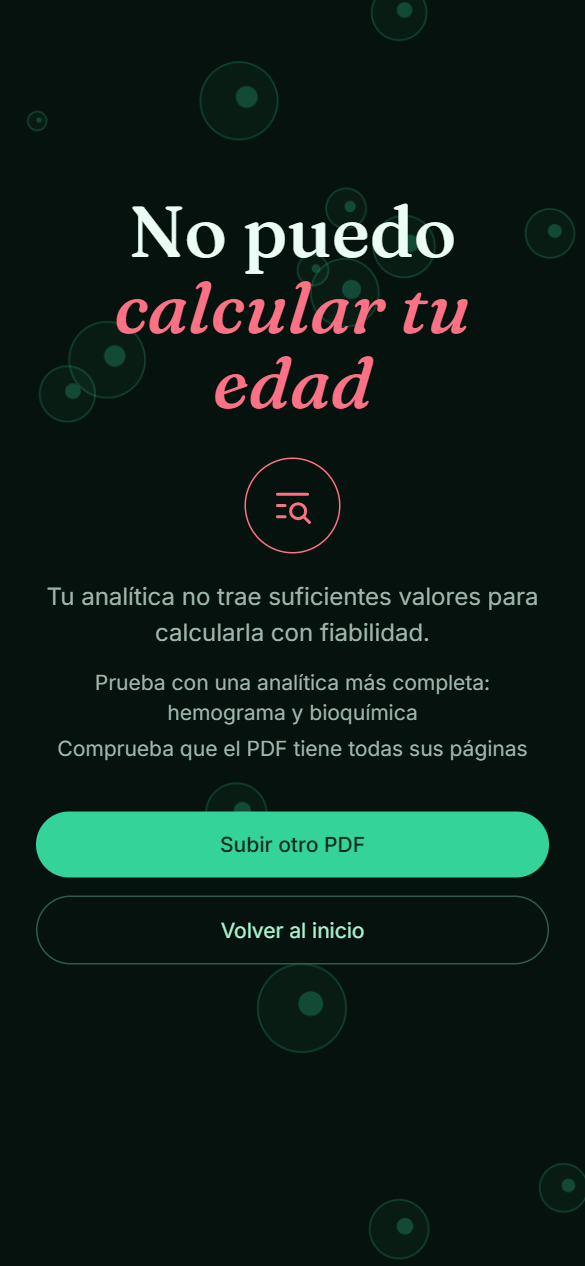 No puedo
calcular tu
edad
Tu analítica no trae suficientes valores para
calcularla con fiabilidad.
Prueba con una analítica más completa:
hemograma y bioquímica
Comprueba que el PDF tiene todas sus páginas
Subir otro PDF
Volver al inicio